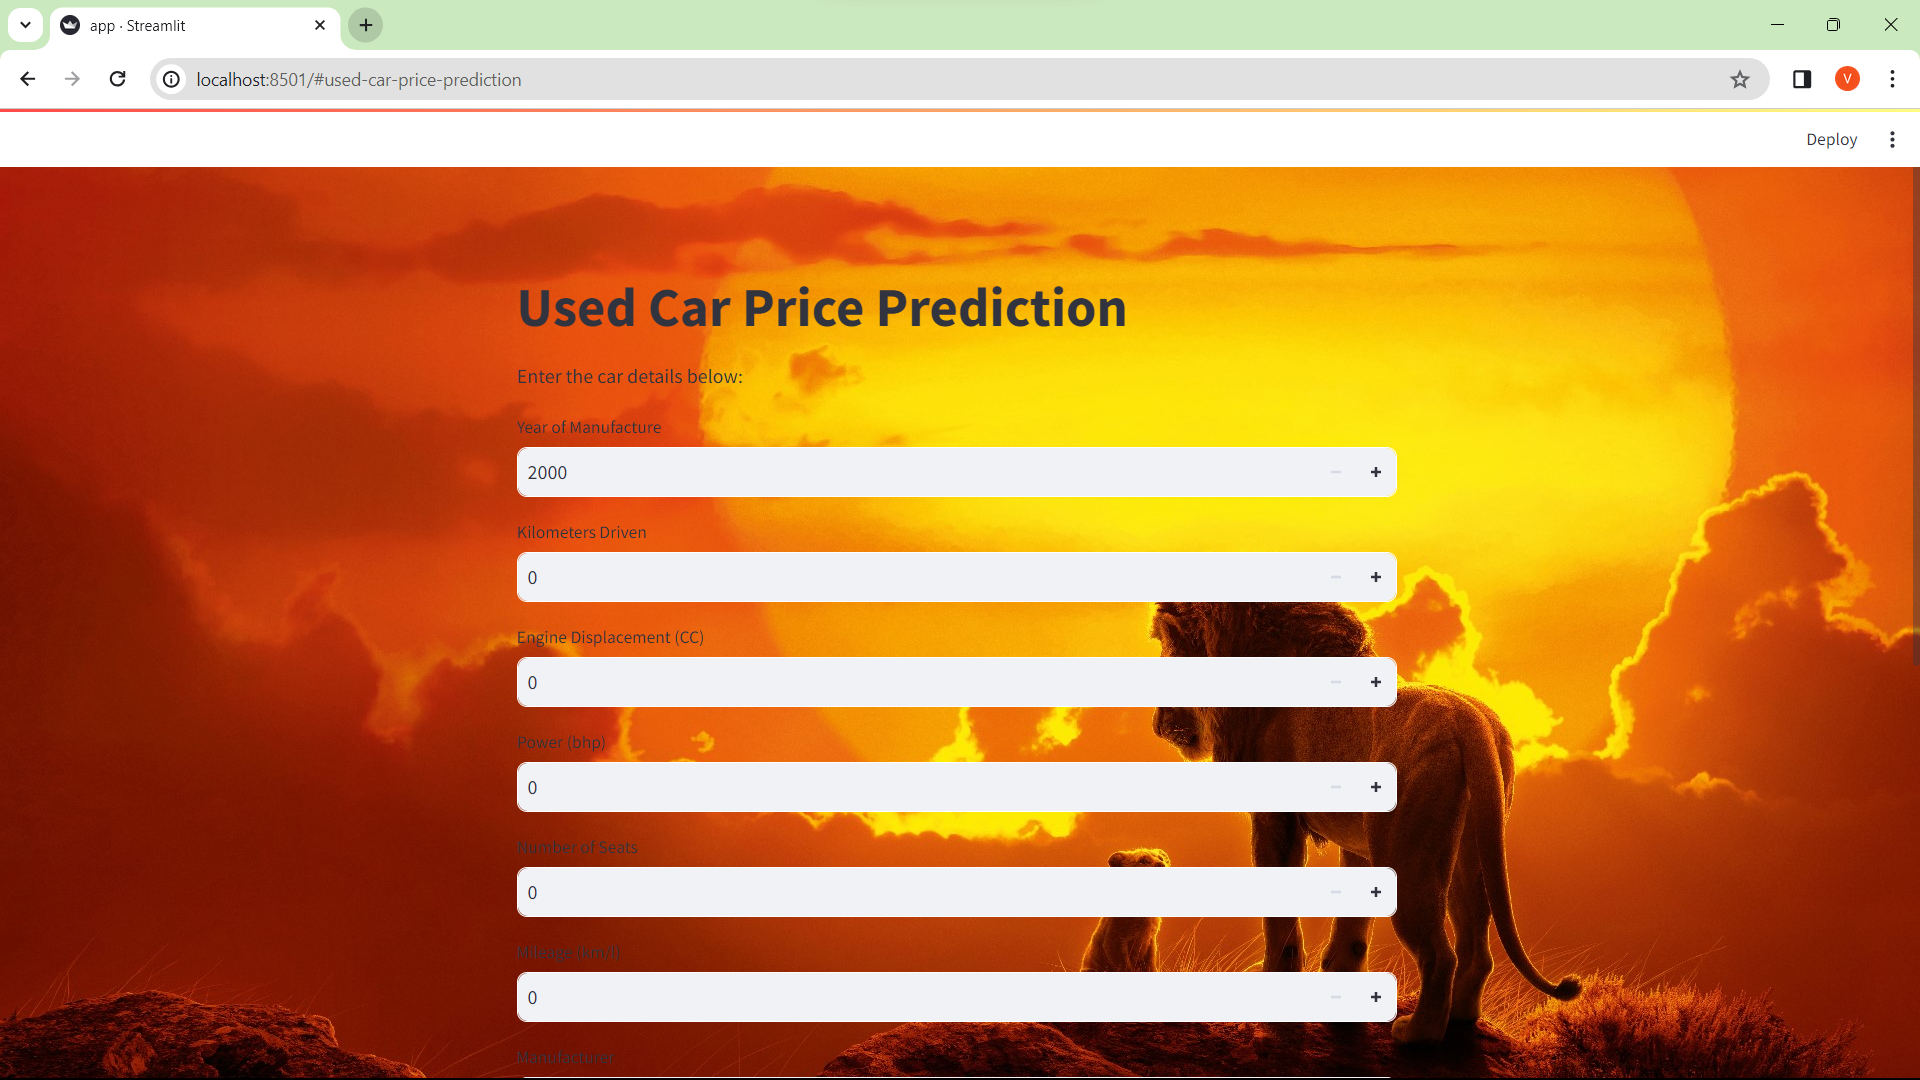 app · Streamlit
localhost:8501/#used-car-price-prediction
V
Deploy
Used Car Price Prediction
Enter the car details below:
Year of Manufacture
2000
Kilometers Driven
0
Engine Displacement (CC)
0
Power (bhp)
0
Number of Seats
0
Mileage (km/l)
0
Manufacturer